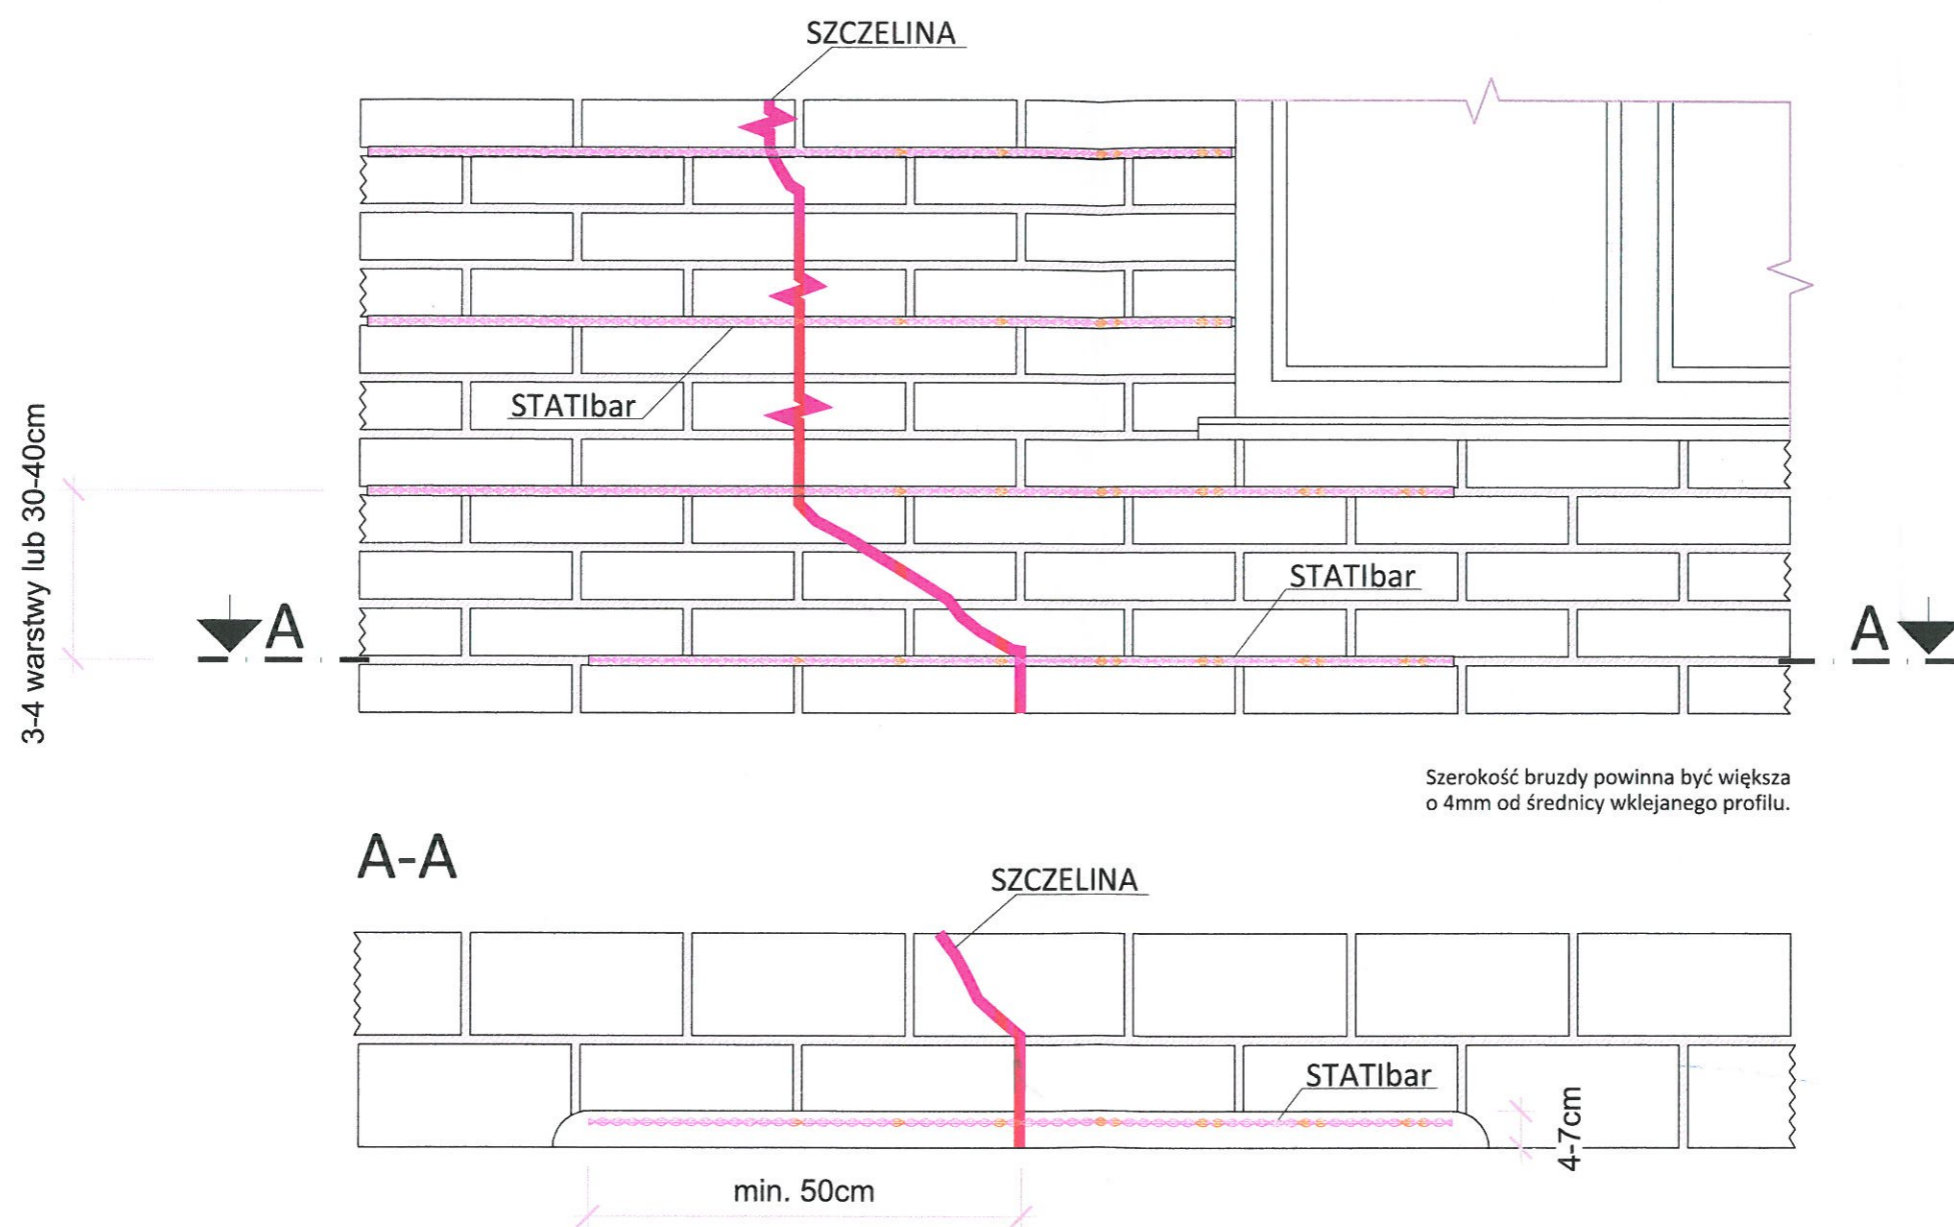 SZCZELINA
STATIbar
3-4 warstwy lub 30-40cm
STATIbar
A
A
Szerokość bruzdy powinna być większa
o 4mm od średnicy wklejanego profilu.
A-A
SZCZELINA
STATIbar
4-7cm
min. 50cm